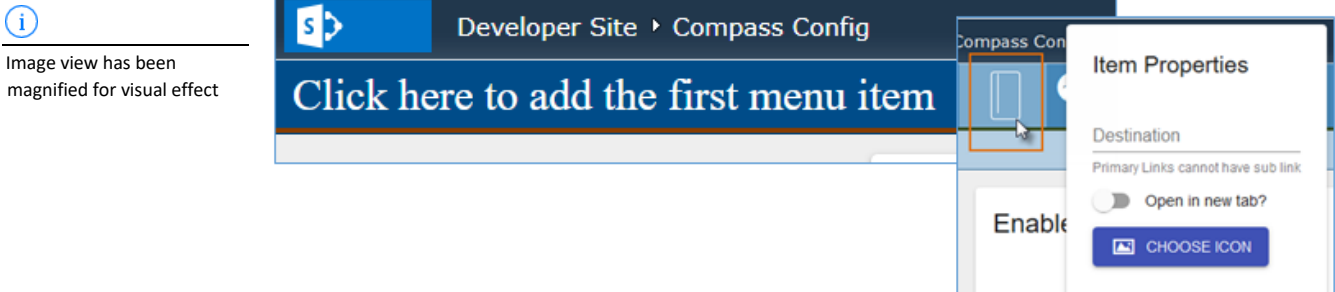 Image view has been
magnified for visual effect
Developer Site ▸ Compass Config
Click here to add the first menu item
Compass Con
Item Properties
Destination
Primary Links cannot have sub link
Open in new tab?
Enable
CHOOSE ICON